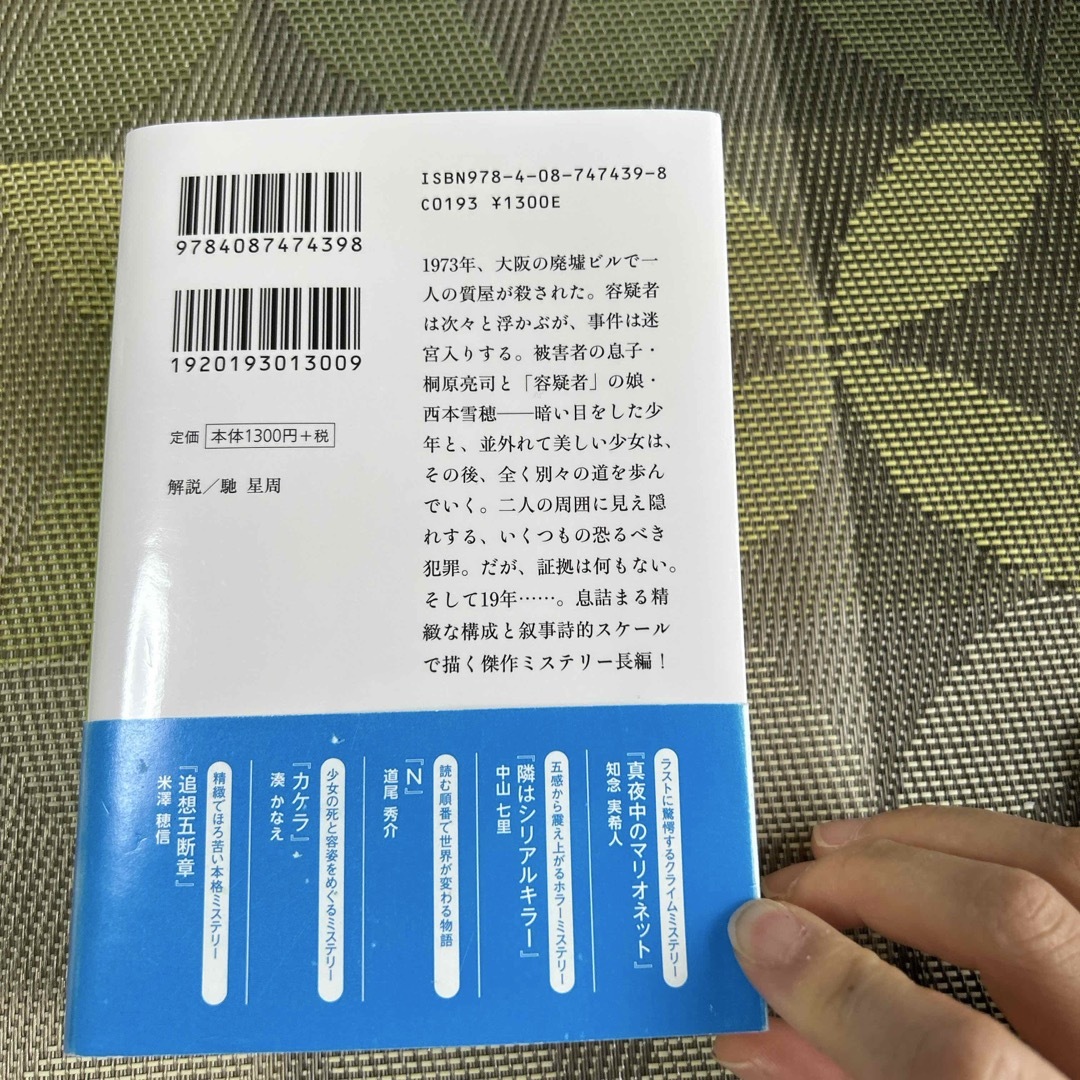 9784087474398
1920193013009
定価 本体1300円+税
解説/馳 星周
ISBN978-4-08-747439-8
C0193 ¥1300E
1973年、大阪の廃墟ビルで一
人の質屋が殺された。容疑者
は次々と浮かぶが、事件は迷
宮入りする。被害者の息子・
桐原亮司と「容疑者」の娘・
西本雪穂――暗い目をした少
年と、並外れて美しい少女は、
その後、全く別々の道を歩ん
でいく。二人の周囲に見え隠
れする、いくつもの恐るべき
犯罪。だが、証拠は何もない。
そして19年……。息詰まる精
緻な構成と叙事詩的スケール
で描く傑作ミステリー長編!
ラストに驚愕するクライムミステリー
『真夜中のマリオネット』
知念 実希人
五感から震え上がるホラーミステリー
『隣はシリアルキラー』
中山 七里
読む順番で世界が変わる物語
『N』
道尾 秀介
少女の死と容姿をめぐるミステリー
『カケラ』
湊 かなえ
精緻でほろ苦い本格ミステリー
『追想五断章』
米澤 穂信